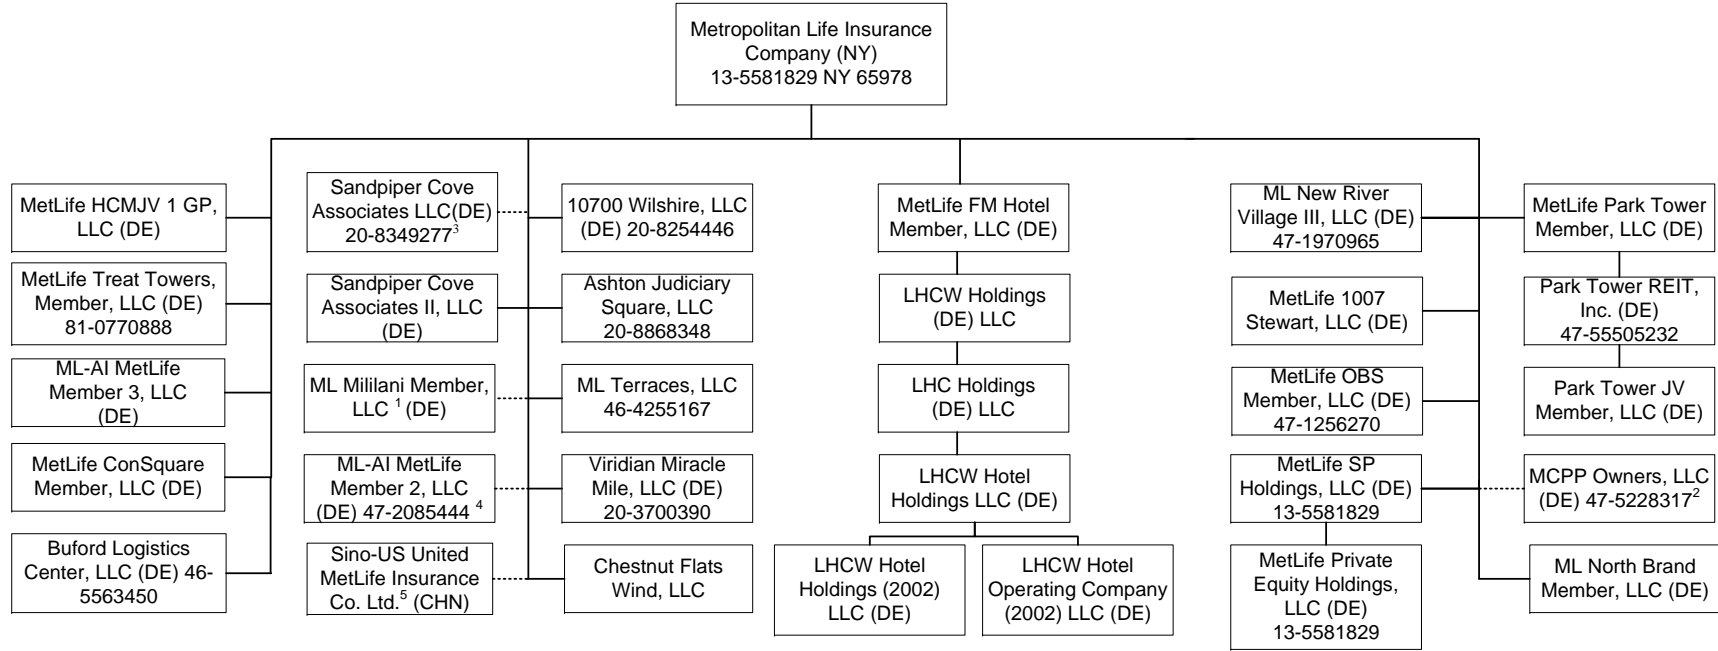 Metropolitan Life Insurance
Company (NY)
13-5581829 NY 65978
MetLife HCMJV 1 GP,
LLC (DE)
MetLife Treat Towers,
Member, LLC (DE)
81-0770888
ML-AI MetLife
Member 3, LLC
(DE)
MetLife ConSquare
Member, LLC (DE)
Buford Logistics
Center, LLC (DE) 46-
5563450
Sandpiper Cove
Associates LLC(DE)
20-8349277³
Sandpiper Cove
Associates II, LLC
(DE)
ML Mililani Member,
LLC ¹ (DE)
ML-AI MetLife
Member 2, LLC
(DE) 47-2085444 ⁴
Sino-US United
MetLife Insurance
Co. Ltd.⁵ (CHN)
10700 Wilshire, LLC
(DE) 20-8254446
Ashton Judiciary
Square, LLC
20-8868348
ML Terraces, LLC
46-4255167
Viridian Miracle
Mile, LLC (DE)
20-3700390
Chestnut Flats
Wind, LLC
MetLife FM Hotel
Member, LLC (DE)
LHCW Holdings
(DE) LLC
LHC Holdings
(DE) LLC
LHCW Hotel
Holdings LLC (DE)
LHCW Hotel
Holdings (2002)
LLC (DE)
LHCW Hotel
Operating Company
(2002) LLC (DE)
ML New River
Village III, LLC (DE)
47-1970965
MetLife 1007
Stewart, LLC (DE)
MetLife OBS
Member, LLC (DE)
47-1256270
MetLife SP
Holdings, LLC (DE)
13-5581829
MetLife Private
Equity Holdings,
LLC (DE)
13-5581829
MetLife Park Tower
Member, LLC (DE)
Park Tower REIT,
Inc. (DE)
47-55505232
Park Tower JV
Member, LLC (DE)
MCPP Owners, LLC
(DE) 47-5228317²
ML North Brand
Member, LLC (DE)